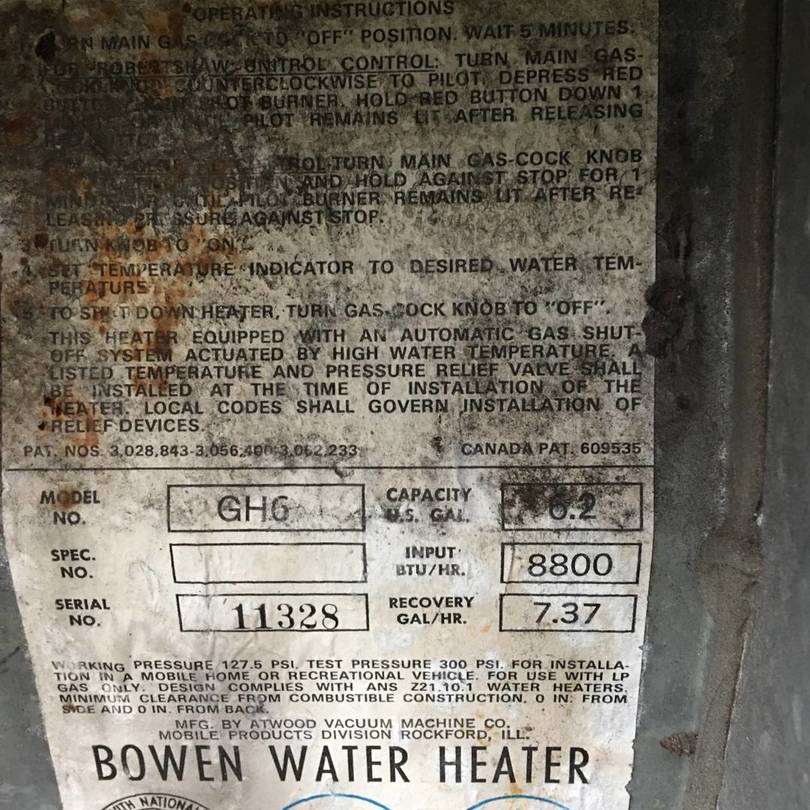 OPERATING INSTRUCTIONS
MAIN GAS-COCK TO "OFF" POSITION. WAIT 5 MINUTES.
FOR ROBERTSHAW UNITROL CONTROL: TURN MAIN GAS-
COUNTERCLOCKWISE TO PILOT, DEPRESS RED
BURNER. HOLD RED BUTTON DOWN 1
PILOT REMAINS LIT AFTER RELEASING
TURN MAIN GAS-COCK KNOB
AND HOLD AGAINST STOP FOR 1
UNTIL PILOT BURNER REMAINS LIT AFTER RE-
LEASING PRESSURE AGAINST STOP.
3. TURN KNOB TO "ON".
4. SET TEMPERATURE INDICATOR TO DESIRED WATER TEM-
PERATURE
5. TO SHUT DOWN HEATER, TURN GAS-COCK KNOB TO "OFF".
THIS HEATER EQUIPPED WITH AN AUTOMATIC GAS SHUT-
OFF SYSTEM ACTUATED BY HIGH WATER TEMPERATURE. A
LISTED TEMPERATURE AND PRESSURE RELIEF VALVE SHALL
BE INSTALLED AT THE TIME OF INSTALLATION OF THE
HEATER. LOCAL CODES SHALL GOVERN INSTALLATION OF
RELIEF DEVICES.
PAT. NOS. 3,028,843-3,056,400-3,062,233 CANADA PAT. 609535
MODEL NO. GH6 CAPACITY U.S. GAL. 6.2
SPEC. NO. INPUT BTU/HR. 8800
SERIAL NO. 11328 RECOVERY GAL/HR. 7.37
WORKING PRESSURE 127.5 PSI. TEST PRESSURE 300 PSI. FOR INSTALLA-
TION IN A MOBILE HOME OR RECREATIONAL VEHICLE. FOR USE WITH LP
GAS ONLY. DESIGN COMPLIES WITH ANS Z21.10.1 WATER HEATERS.
MINIMUM CLEARANCE FROM COMBUSTIBLE CONSTRUCTION, 0 IN. FROM
SIDE AND 0 IN. FROM BACK.
MFG. BY ATWOOD VACUUM MACHINE CO.
MOBILE PRODUCTS DIVISION ROCKFORD, ILL.
BOWEN WATER HEATER
WITH NATIONAL